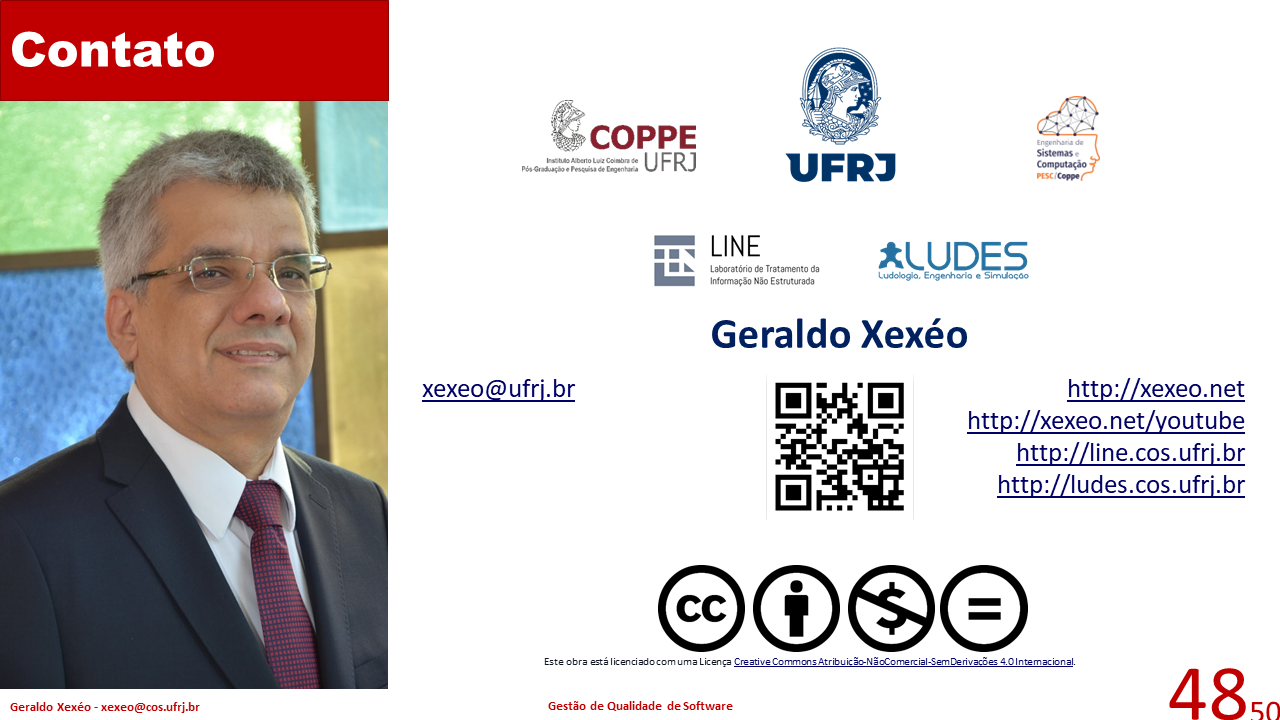 Contato
COPPE
UFRJ
Instituto Alberto Luiz Coimbra de
Pós-Graduação e Pesquisa de Engenharia
UFRJ
Engenharia de
Sistemas e
Computação
PESC/Coppe
LINE
Laboratório de Tratamento da
Informação Não Estruturada
LUDES
Ludologia, Engenharia e Simulação
Geraldo Xexéo
xexeo@ufrj.br
http://xexeo.net
http://xexeo.net/youtube
http://line.cos.ufrj.br
http://ludes.cos.ufrj.br
cc
$
=
Este obra está licenciado com uma Licença Creative Commons Atribuição-NãoComercial-SemDerivações 4.0 Internacional.
Geraldo Xexéo - xexeo@cos.ufrj.br
Gestão de Qualidade de Software
48
50